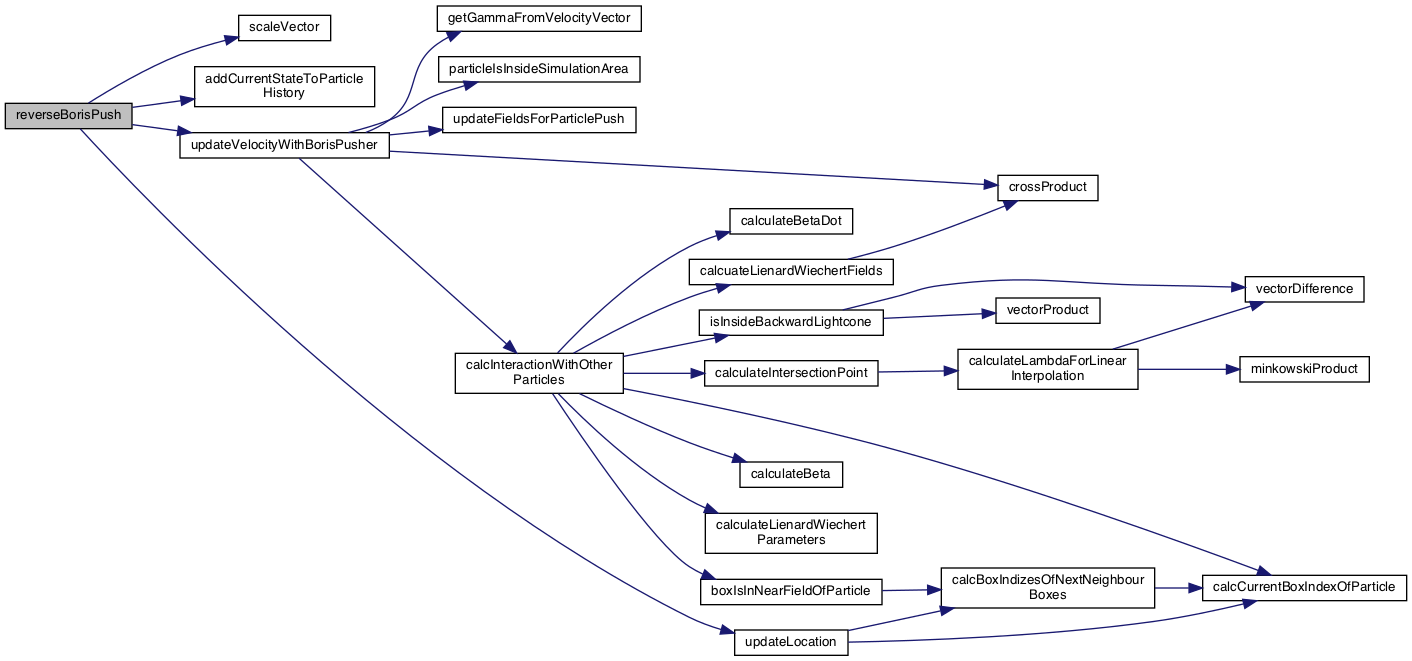 getGammaFromVelocityVector
scaleVector
particleIsInsideSimulationArea
addCurrentStateToParticle
History
reverseBorisPush
updateFieldsForParticlePush
updateVelocityWithBorisPusher
crossProduct
calculateBetaDot
calcuateLienardWiechertFields
vectorDifference
isInsideBackwardLightcone
vectorProduct
calcInteractionWithOther
Particles
calculateIntersectionPoint
calculateLambdaForLinear
Interpolation
minkowskiProduct
calculateBeta
calculateLienardWiechert
Parameters
boxIsInNearFieldOfParticle
calcBoxIndizesOfNextNeighbour
Boxes
calcCurrentBoxIndexOfParticle
updateLocation